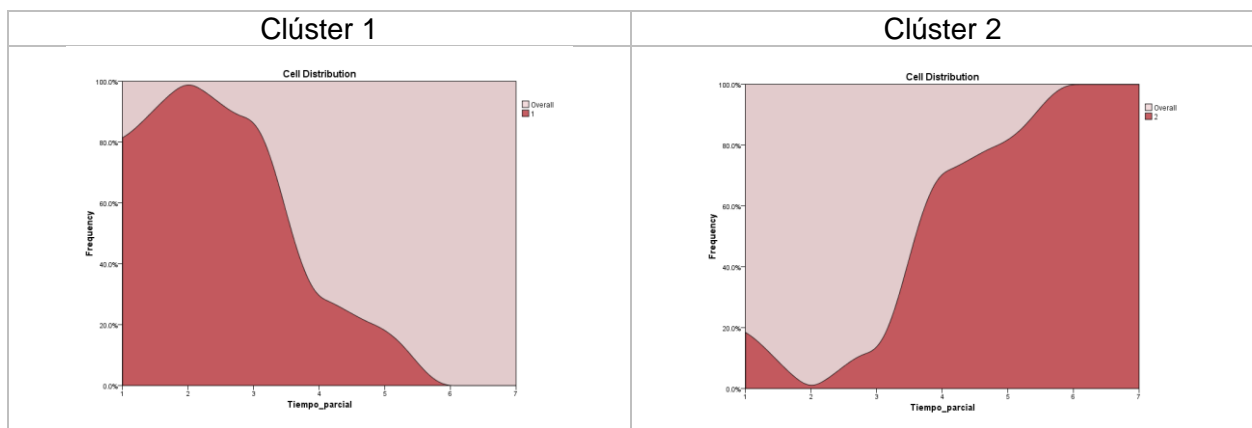 Clúster 1
Clúster 2
Cell Distribution
100.0%
80.0%
60.0%
40.0%
20.0%
0.0%
Frequency
1 2 3 4 5 6 7
Tiempo_parcial
Overall
1
Cell Distribution
100.0%
80.0%
60.0%
40.0%
20.0%
0.0%
Frequency
1 2 3 4 5 6 7
Tiempo_parcial
Overall
2